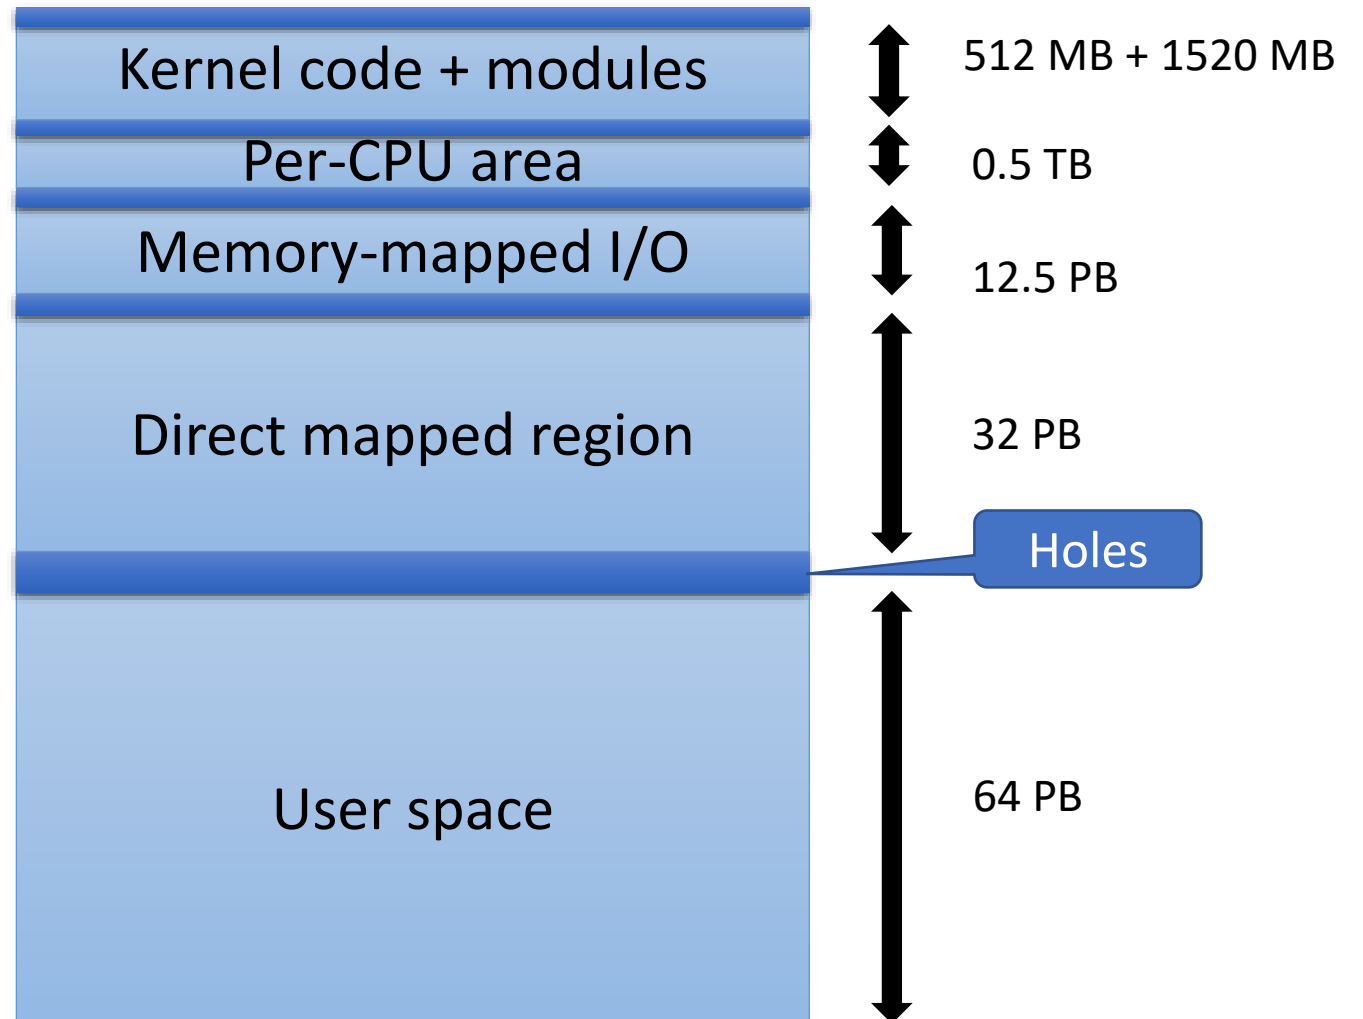 Kernel code + modules
512 MB + 1520 MB
Per-CPU area
0.5 TB
Memory-mapped I/O
12.5 PB
Direct mapped region
32 PB
Holes
User space
64 PB